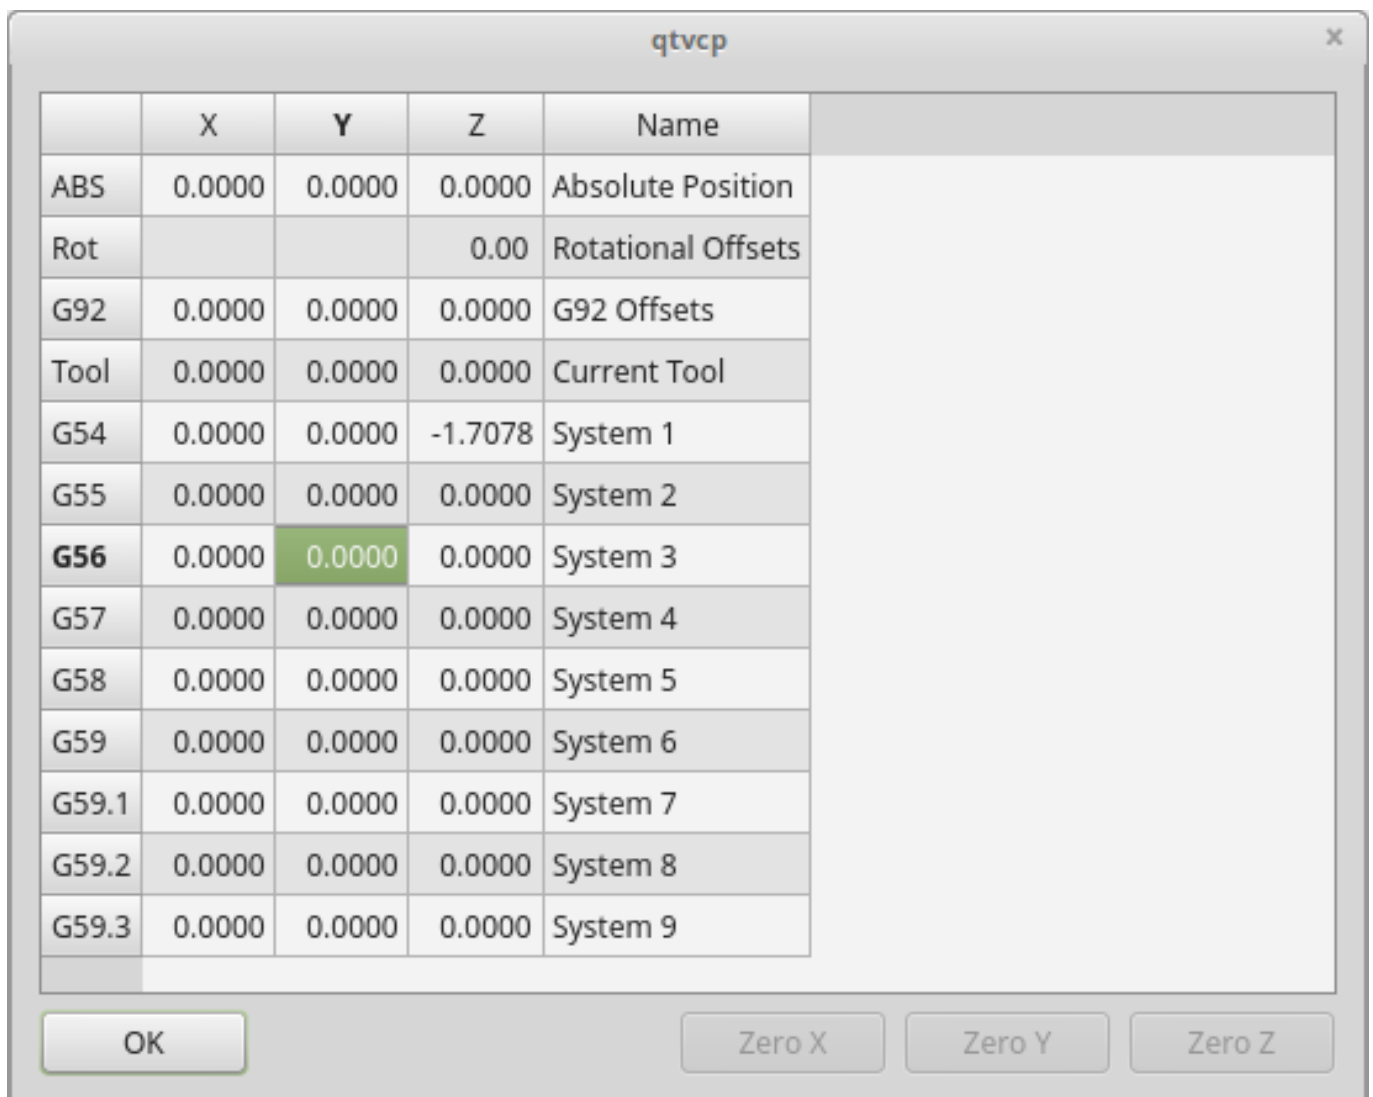 qtvcp ×
X Y Z Name
ABS 0.0000 0.0000 0.0000 Absolute Position
Rot 0.00 Rotational Offsets
G92 0.0000 0.0000 0.0000 G92 Offsets
Tool 0.0000 0.0000 0.0000 Current Tool
G54 0.0000 0.0000 -1.7078 System 1
G55 0.0000 0.0000 0.0000 System 2
G56 0.0000 0.0000 0.0000 System 3
G57 0.0000 0.0000 0.0000 System 4
G58 0.0000 0.0000 0.0000 System 5
G59 0.0000 0.0000 0.0000 System 6
G59.1 0.0000 0.0000 0.0000 System 7
G59.2 0.0000 0.0000 0.0000 System 8
G59.3 0.0000 0.0000 0.0000 System 9
OK Zero X Zero Y Zero Z